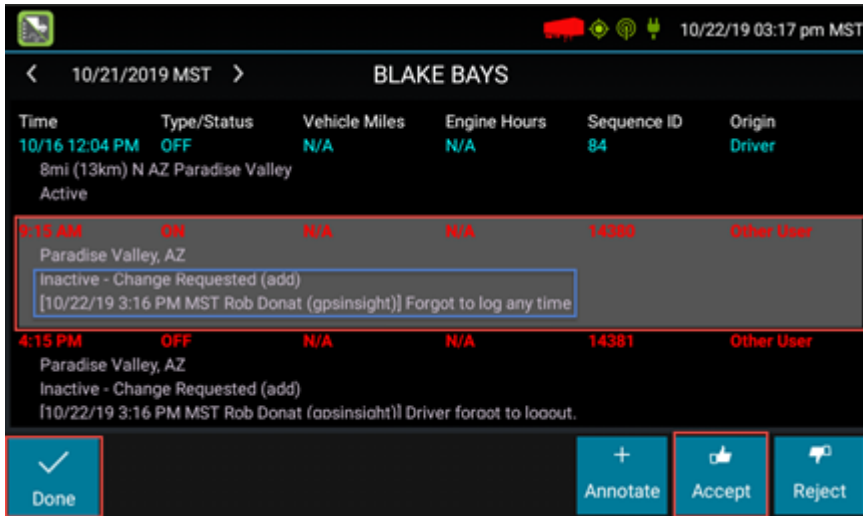 10/22/19 03:17 pm MST
< 10/21/2019 MST > BLAKE BAYS
Time Type/Status Vehicle Miles Engine Hours Sequence ID Origin
10/16 12:04 PM OFF N/A N/A 84 Driver
8mi (13km) N AZ Paradise Valley
Active
9:15 AM ON N/A N/A 14380 Other User
Paradise Valley, AZ
Inactive - Change Requested (add)
[10/22/19 3:16 PM MST Rob Donat (gpsinsight)] Forgot to log any time
4:15 PM OFF N/A N/A 14381 Other User
Paradise Valley, AZ
Inactive - Change Requested (add)
[10/22/19 3:16 PM MST Rob Donat (gpsinsight)] Driver forgot to logout.
Done + Annotate Accept Reject